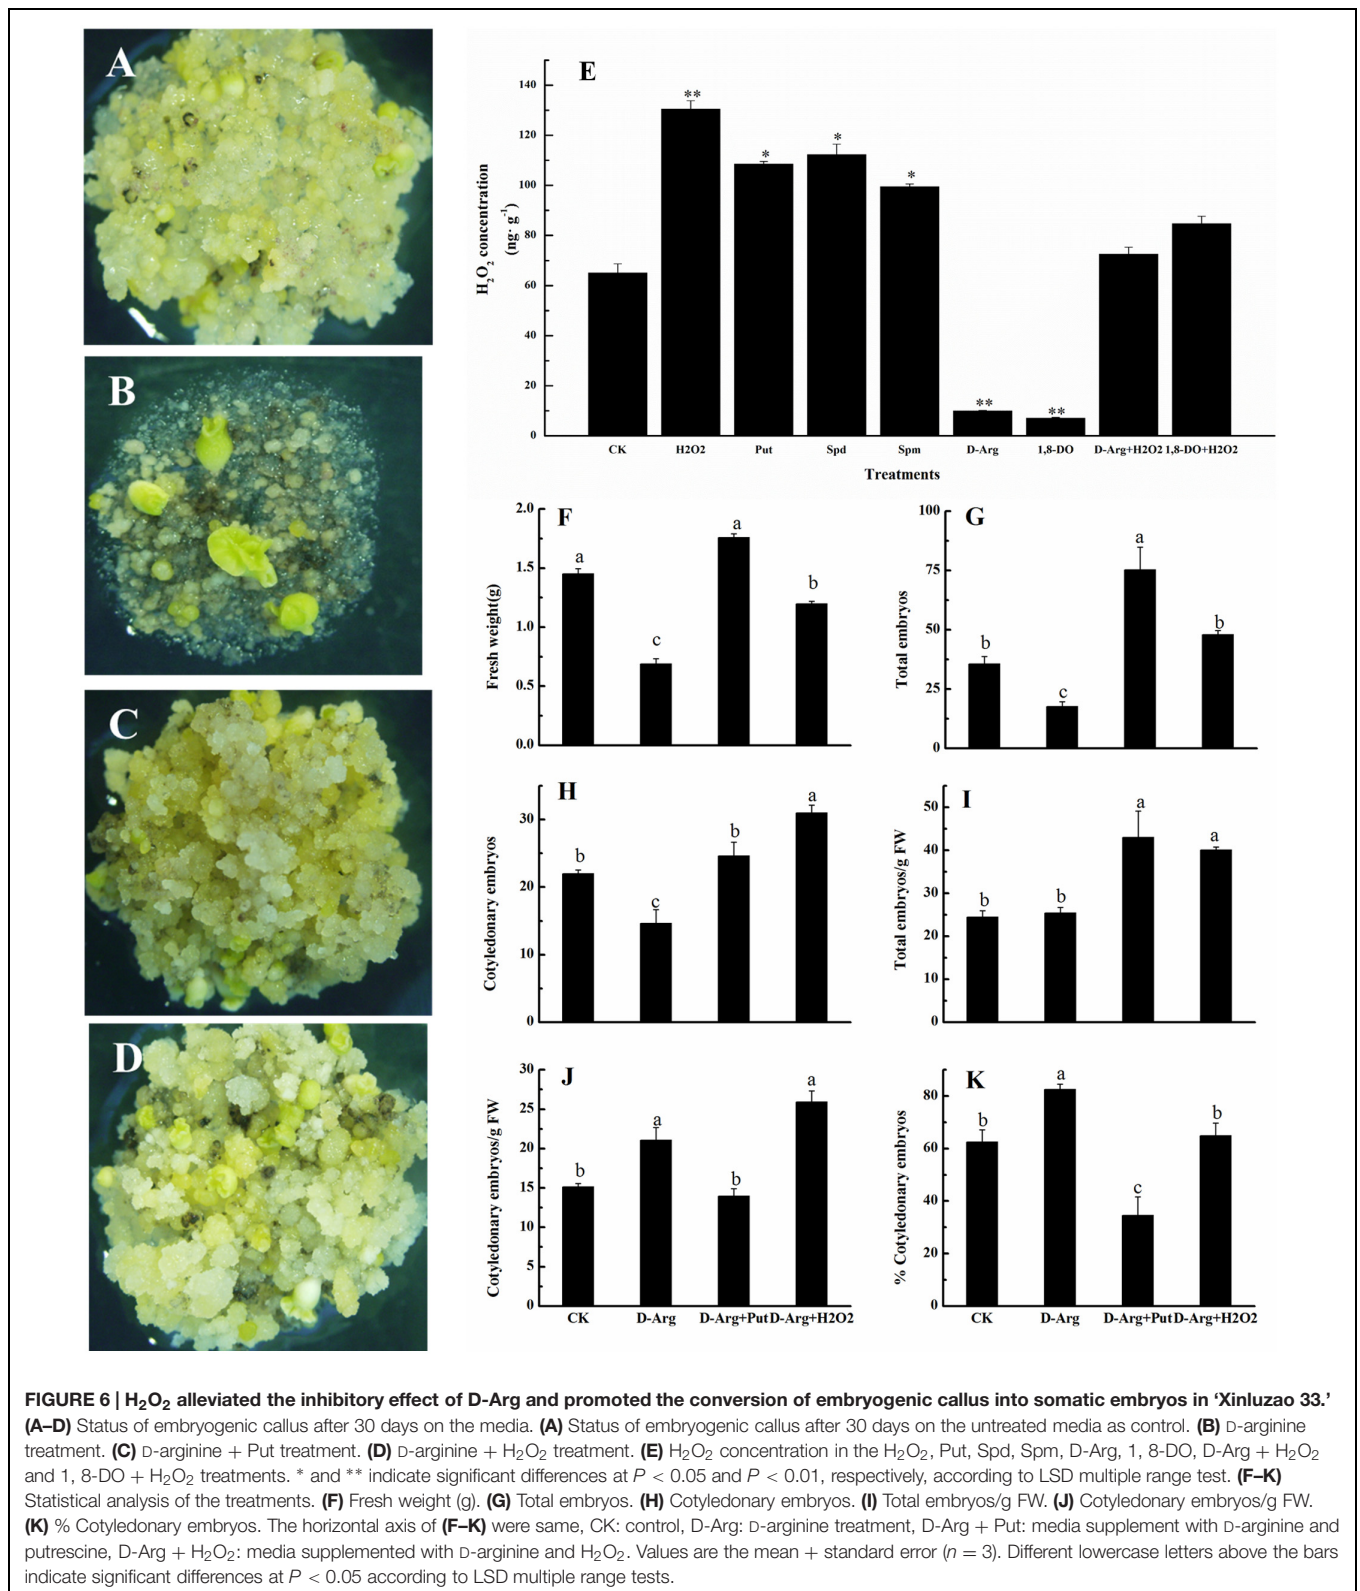 A
B
C
D
E
H₂O₂ concentration
(ng· g⁻¹)
140
120
100
80
60
40
20
0
**
*
*
*
**
**
CK H2O2 Put Spd Spm D-Arg 1,8-DO D-Arg+H2O2 1,8-DO+H2O2
Treatments
F
Fresh weight(g)
2.0
1.5
1.0
0.5
0.0
a
c
a
b
G
Total embryos
100
75
50
25
0
b
c
a
b
H
Cotyledonary embryos
30
20
10
0
b
c
b
a
I
Total embryos/g FW
50
40
30
20
10
0
b
b
a
a
J
Cotyledonary embryos/g FW
30
25
20
15
10
5
0
b
a
b
a
CK D-Arg D-Arg+Put D-Arg+H2O2
K
% Cotyledonary embryos
80
60
40
20
0
b
a
c
b
CK D-Arg D-Arg+Put D-Arg+H2O2
FIGURE 6 | H₂O₂ alleviated the inhibitory effect of D-Arg and promoted the conversion of embryogenic callus into somatic embryos in ‘Xinluzao 33.’
(A–D) Status of embryogenic callus after 30 days on the media. (A) Status of embryogenic callus after 30 days on the untreated media as control. (B) D-arginine
treatment. (C) D-arginine + Put treatment. (D) D-arginine + H₂O₂ treatment. (E) H₂O₂ concentration in the H₂O₂, Put, Spd, Spm, D-Arg, 1, 8-DO, D-Arg + H₂O₂
and 1, 8-DO + H₂O₂ treatments. * and ** indicate significant differences at P < 0.05 and P < 0.01, respectively, according to LSD multiple range test. (F–K)
Statistical analysis of the treatments. (F) Fresh weight (g). (G) Total embryos. (H) Cotyledonary embryos. (I) Total embryos/g FW. (J) Cotyledonary embryos/g FW.
(K) % Cotyledonary embryos. The horizontal axis of (F–K) were same, CK: control, D-Arg: D-arginine treatment, D-Arg + Put: media supplement with D-arginine and
putrescine, D-Arg + H₂O₂: media supplemented with D-arginine and H₂O₂. Values are the mean + standard error (n = 3). Different lowercase letters above the bars
indicate significant differences at P < 0.05 according to LSD multiple range tests.